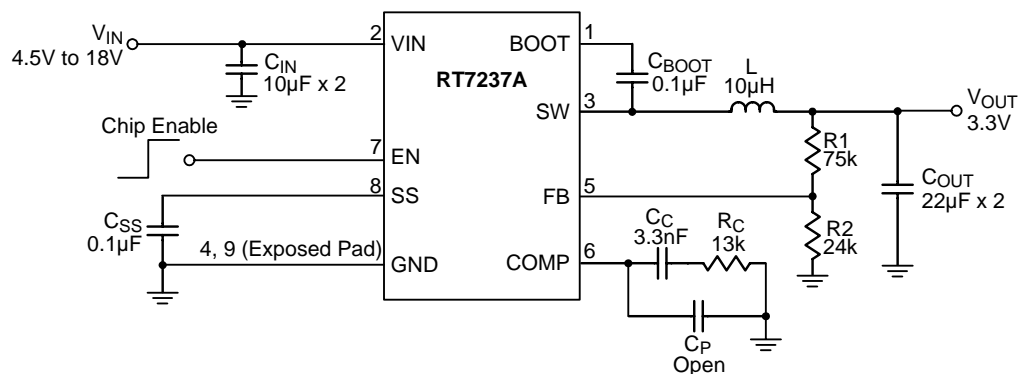 VIN
4.5V to 18V
2
VIN
CIN
10µF x 2
RT7237A
BOOT
1
CBOOT
0.1µF
L
10µH
SW
3
VOUT
3.3V
Chip Enable
7
EN
R1
75k
COUT
22µF x 2
8
SS
FB
5
CSS
0.1µF
R2
24k
4, 9 (Exposed Pad)
GND
COMP
6
CC
3.3nF
RC
13k
CP
Open